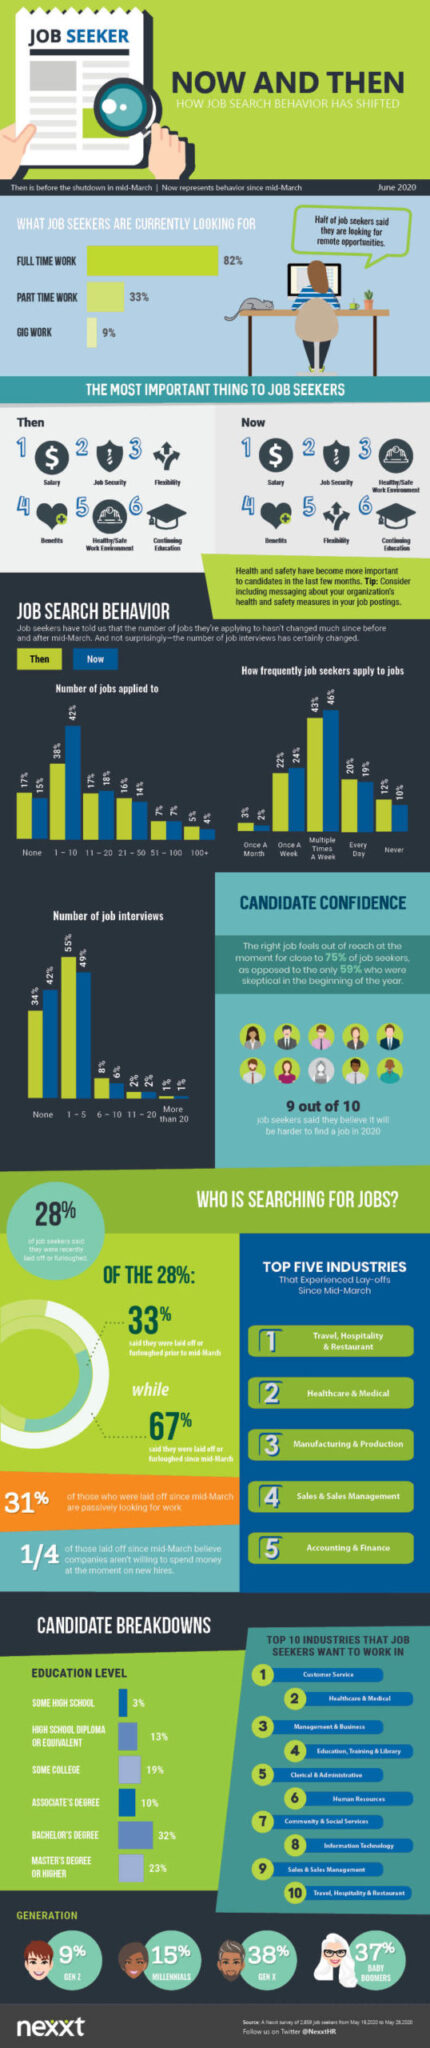 JOB SEEKER
NOW AND THEN
HOW JOB SEARCH BEHAVIOR HAS SHIFTED
Then is before the shutdown in mid-March | Now represents behavior since mid-March
June 2020
WHAT JOB SEEKERS ARE CURRENTLY LOOKING FOR
Half of job seekers said
they are looking for
remote opportunities.
FULL TIME WORK 82%
PART TIME WORK 33%
GIG WORK 9%
THE MOST IMPORTANT THING TO JOB SEEKERS
Then
1 2 3
$
Salary Job Security Flexibility
4 5 6
Benefits Healthy/Safe
Work Environment Continuing
Education
Now
1 2 3
$
Salary Job Security Healthy/Safe
Work Environment
4 5 6
Benefits Flexibility Continuing
Education
Health and safety have become more important
to candidates in the last few months. Tip: Consider
including messaging about your organization's
health and safety measures in your job postings.
JOB SEARCH BEHAVIOR
Job seekers have told us that the number of jobs they're applying to hasn't changed much since before
and after mid-March. And not surprisingly—the number of job interviews has certainly changed.
Then Now
Number of jobs applied to
17% 15% 38% 42% 17% 18% 16% 14% 7% 7% 5% 4%
None 1 - 10 11 - 20 21 - 50 51 - 100 100+
How frequently job seekers apply to jobs
3% 2% 22% 24% 43% 46% 20% 19% 12% 10%
Once A
Month Once A
Week Multiple
Times
A Week Every
Day Never
Number of job interviews
34% 42% 55% 49% 8% 6% 2% 2% 1% 1%
None 1 - 5 6 - 10 11 - 20 More
than 20
CANDIDATE CONFIDENCE
The right job feels out of reach at the
moment for close to 75% of job seekers,
as opposed to the only 59% who were
skeptical in the beginning of the year.
9 out of 10
job seekers said they believe it will
be harder to find a job in 2020
WHO IS SEARCHING FOR JOBS?
28%
of job seekers said
they were recently
laid off or furloughed.
OF THE 28%:
33%
said they were laid off or
furloughed prior to mid-March
while
67%
said they were laid off or
furloughed since mid-March
31%
of those who were laid off since mid-March
are passively looking for work
1/4
of those laid off since mid-March believe
companies aren't willing to spend money
at the moment on new hires.
TOP FIVE INDUSTRIES
That Experienced Lay-offs
Since Mid-March
1 Travel, Hospitality
& Restaurant
2 Healthcare & Medical
3 Manufacturing & Production
4 Sales & Sales Management
5 Accounting & Finance
CANDIDATE BREAKDOWNS
EDUCATION LEVEL
SOME HIGH SCHOOL 3%
HIGH SCHOOL DIPLOMA
OR EQUIVALENT 13%
SOME COLLEGE 19%
ASSOCIATE'S DEGREE 10%
BACHELOR'S DEGREE 32%
MASTER'S DEGREE
OR HIGHER 23%
TOP 10 INDUSTRIES THAT JOB
SEEKERS WANT TO WORK IN
1 Customer Service
2 Healthcare & Medical
3 Management & Business
4 Education, Training & Library
5 Clerical & Administrative
6 Human Resources
7 Community & Social Services
8 Information Technology
9 Sales & Sales Management
10 Travel, Hospitality & Restaurant
GENERATION
9%
GEN Z
15%
MILLENNIALS
38%
GEN X
37%
BABY
BOOMERS
nexxt
Source: A Nexxt survey of job seekers from May 19,2020 to May 28,2020
Follow us on Twitter @NexxtHR